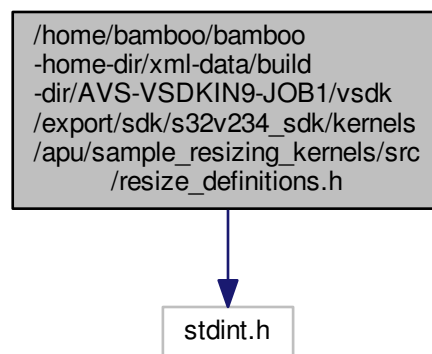 /home/bamboo/bamboo
-home-dir/xml-data/build
-dir/AVS-VSDKIN9-JOB1/vsdk
/export/sdk/s32v234_sdk/kernels
/apu/sample_resizing_kernels/src
/resize_definitions.h
stdint.h